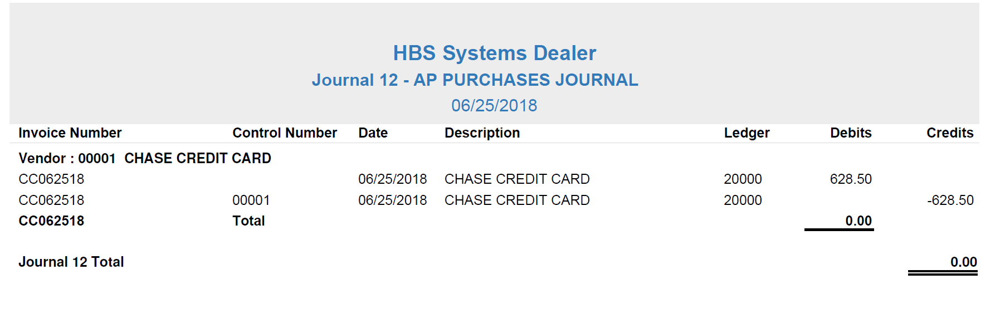 HBS Systems Dealer
Journal 12 - AP PURCHASES JOURNAL
06/25/2018
Invoice Number Control Number Date Description Ledger Debits Credits
Vendor : 00001 CHASE CREDIT CARD
CC062518 06/25/2018 CHASE CREDIT CARD 20000 628.50
CC062518 00001 06/25/2018 CHASE CREDIT CARD 20000 -628.50
CC062518 Total 0.00
Journal 12 Total 0.00